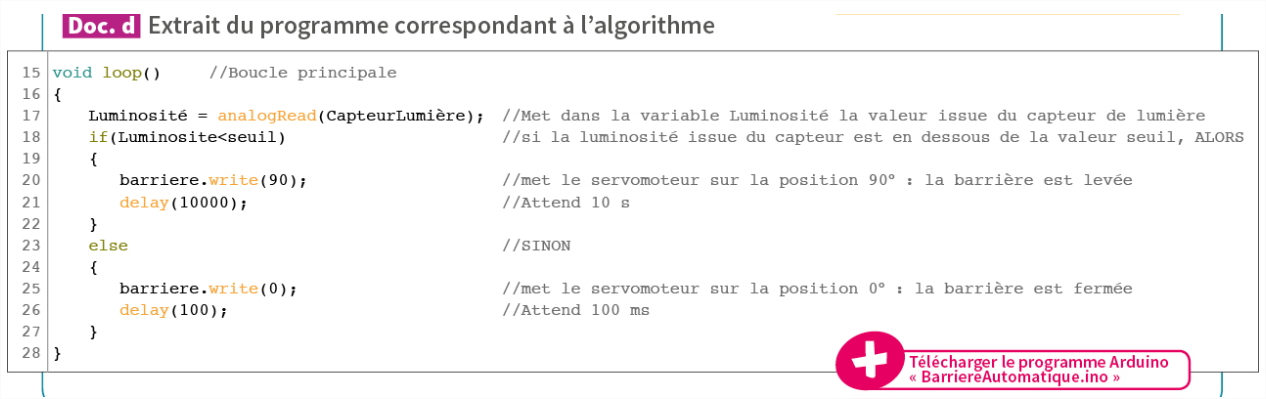 Doc. d Extrait du programme correspondant à l'algorithme
15 void loop() //Boucle principale
16 {
17 Luminosité = analogRead(CapteurLumière); //Met dans la variable Luminosité la valeur issue du capteur de lumière
18 if(Luminosite<seuil) //si la luminosité issue du capteur est en dessous de la valeur seuil, ALORS
19 {
20 barriere.write(90); //met le servomoteur sur la position 90° : la barrière est levée
21 delay(10000); //Attend 10 s
22 }
23 else //SINON
24 {
25 barriere.write(0); //met le servomoteur sur la position 0° : la barrière est fermée
26 delay(100); //Attend 100 ms
27 }
28 }
Télécharger le programme Arduino
« BarriereAutomatique.ino »